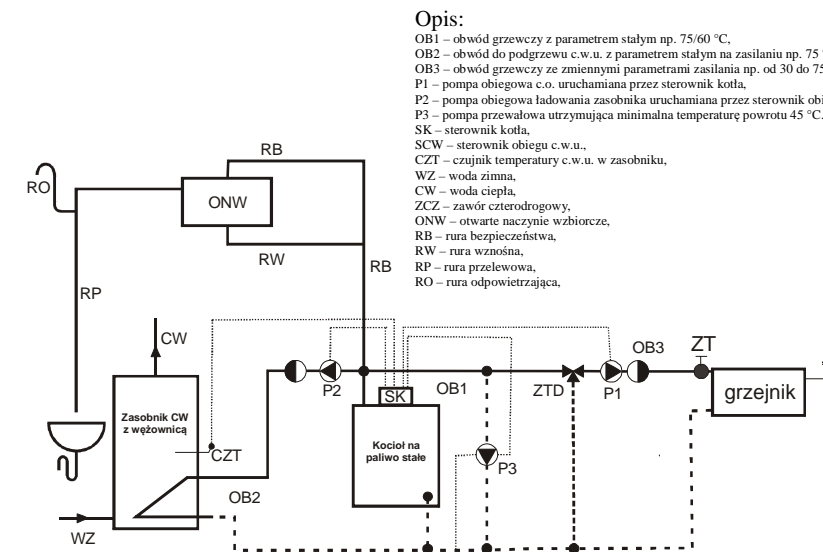 Opis:
OB1 – obwód grzewczy z parametrem stałym np. 75/60 °C,
OB2 – obwód do podgrzewu c.w.u. z parametrem stałym na zasilaniu np. 75
OB3 – obwód grzewczy ze zmiennymi parametrami zasilania np. od 30 do 75
P1 – pompa obiegowa c.o. uruchamiana przez sterownik kotła,
P2 – pompa obiegowa ładowania zasobnika uruchamiana przez sterownik obi
P3 – pompa przewałowa utrzymująca minimalna temperaturę powrotu 45 °C.
SK – sterownik kotła,
SCW – sterownik obiegu c.w.u.,
CZT – czujnik temperatury c.w.u. w zasobniku,
WZ – woda zimna,
CW – woda ciepła,
ZCZ – zawór czterodrogowy,
ONW – otwarte naczynie wzbiorcze,
RB – rura bezpieczeństwa,
RW – rura wznośna,
RP – rura przelewowa,
RO – rura odpowietrzająca,
RB
RO
ONW
RW
RB
RP
CW
OB3
ZT
P2
SK
OB1
ZTD
P1
grzejnik
Zasobnik CW
z wężownicą
Kocioł na
paliwo stałe
CZT
P3
OB2
WZ